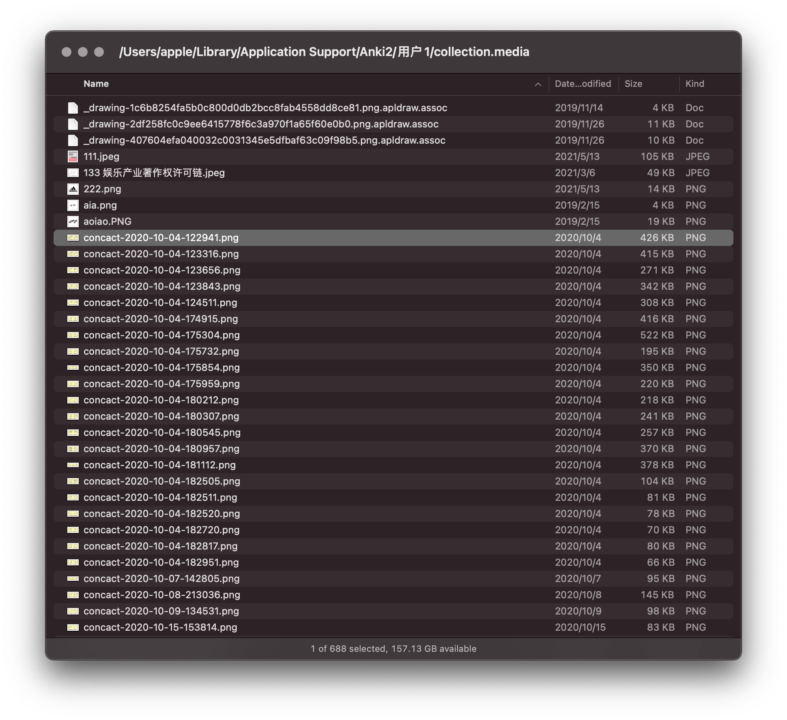 /Users/apple/Library/Application Support/Anki2/用户 1/collection.media
Name Date...odified Size Kind
_drawing-1c6b8254fa5b0c800d0db2bcc8fab4558dd8ce81.png.apldraw.assoc 2019/11/14 4 KB Doc
_drawing-2df258fc0c9ee6415778f6c3a970f1a65f60e0b0.png.apldraw.assoc 2019/11/26 11 KB Doc
_drawing-407604efa040032c0031345e5dfbaf63c09f98b5.png.apldraw.assoc 2019/11/26 10 KB Doc
111.jpeg 2021/5/13 105 KB JPEG
133 娱乐产业著作权许可链.jpeg 2021/3/6 49 KB JPEG
222.png 2021/5/13 14 KB PNG
aia.png 2019/2/15 4 KB PNG
aoiao.PNG 2019/2/15 19 KB PNG
concact-2020-10-04-122941.png 2020/10/4 426 KB PNG
concact-2020-10-04-123316.png 2020/10/4 415 KB PNG
concact-2020-10-04-123656.png 2020/10/4 271 KB PNG
concact-2020-10-04-123843.png 2020/10/4 342 KB PNG
concact-2020-10-04-124511.png 2020/10/4 308 KB PNG
concact-2020-10-04-174915.png 2020/10/4 416 KB PNG
concact-2020-10-04-175304.png 2020/10/4 522 KB PNG
concact-2020-10-04-175732.png 2020/10/4 195 KB PNG
concact-2020-10-04-175854.png 2020/10/4 350 KB PNG
concact-2020-10-04-175959.png 2020/10/4 220 KB PNG
concact-2020-10-04-180212.png 2020/10/4 218 KB PNG
concact-2020-10-04-180307.png 2020/10/4 241 KB PNG
concact-2020-10-04-180545.png 2020/10/4 257 KB PNG
concact-2020-10-04-180957.png 2020/10/4 370 KB PNG
concact-2020-10-04-181112.png 2020/10/4 378 KB PNG
concact-2020-10-04-182505.png 2020/10/4 104 KB PNG
concact-2020-10-04-182511.png 2020/10/4 81 KB PNG
concact-2020-10-04-182520.png 2020/10/4 78 KB PNG
concact-2020-10-04-182720.png 2020/10/4 70 KB PNG
concact-2020-10-04-182817.png 2020/10/4 80 KB PNG
concact-2020-10-04-182951.png 2020/10/4 66 KB PNG
concact-2020-10-07-142805.png 2020/10/7 95 KB PNG
concact-2020-10-08-213036.png 2020/10/8 145 KB PNG
concact-2020-10-09-134531.png 2020/10/9 98 KB PNG
concact-2020-10-15-153814.png 2020/10/15 83 KB PNG
1 of 688 selected, 157.13 GB available